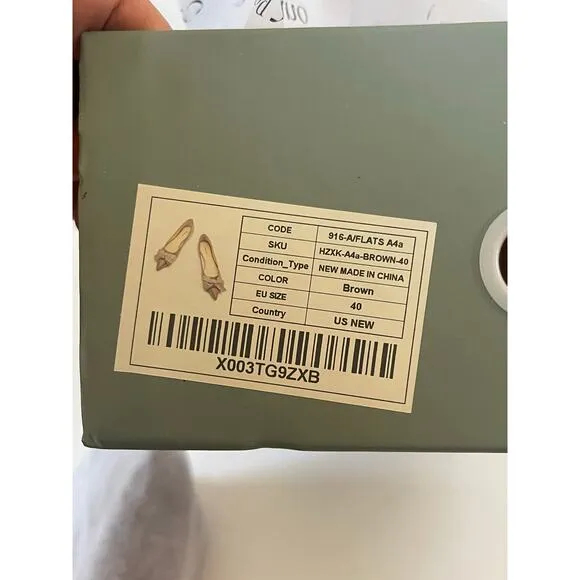 CODE 916-A/FLATS A4a
SKU HZXK-A4a-BROWN-40
Condition_Type NEW MADE IN CHINA
COLOR Brown
EU SIZE 40
Country US NEW
X003TG9ZXB